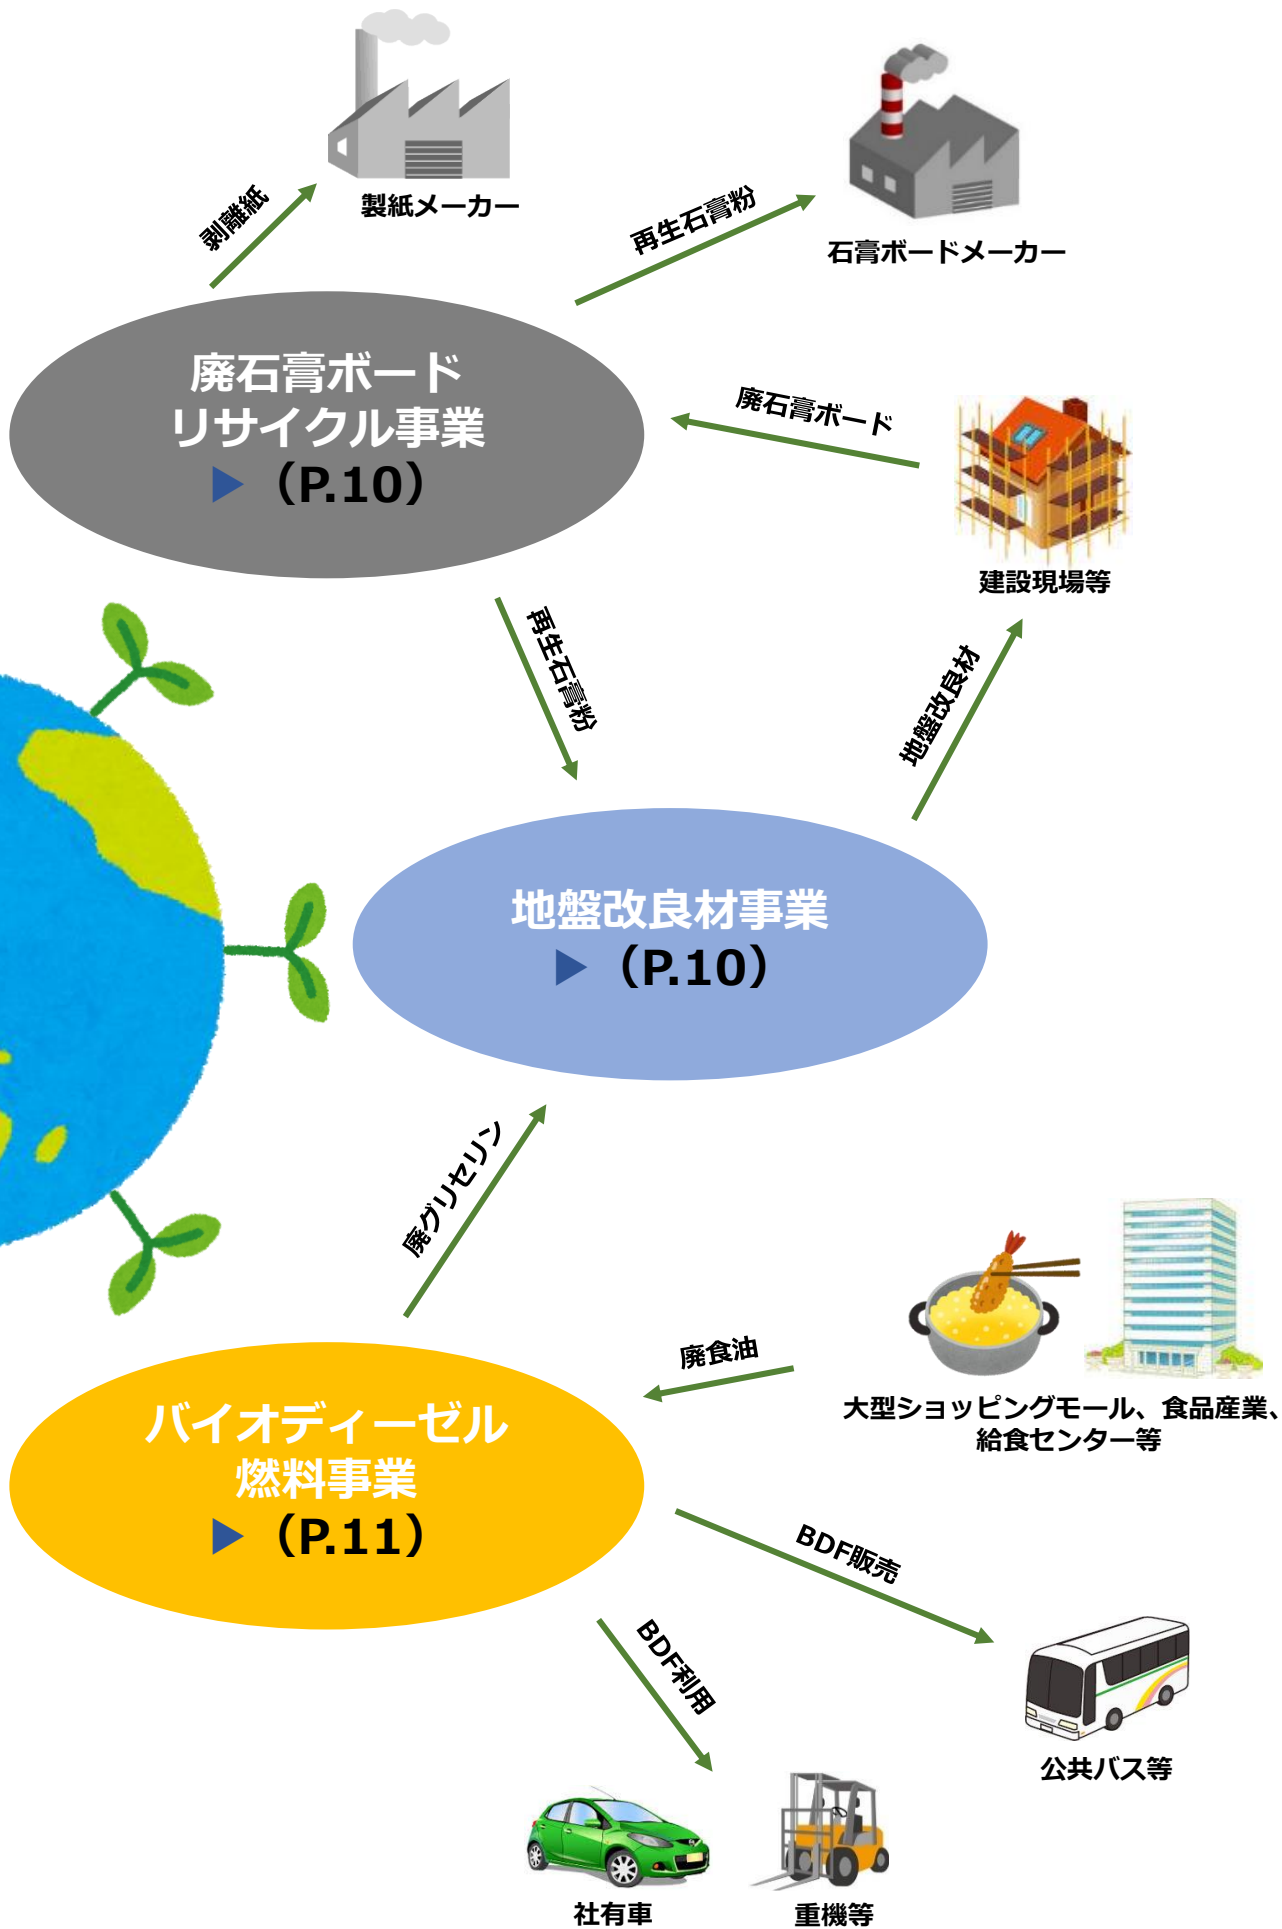 製紙メーカー
剥離紙
再生石膏粉
石膏ボードメーカー
廃石膏ボード
リサイクル事業
▶（P.10）
廃石膏ボード
建設現場等
再生石膏粉
地盤改良材
地盤改良材事業
▶（P.10）
廃グリセリン
廃食油
大型ショッピングモール、食品産業、
給食センター等
バイオディーゼル
燃料事業
▶（P.11）
BDF販売
BDF利用
公共バス等
社有車
重機等